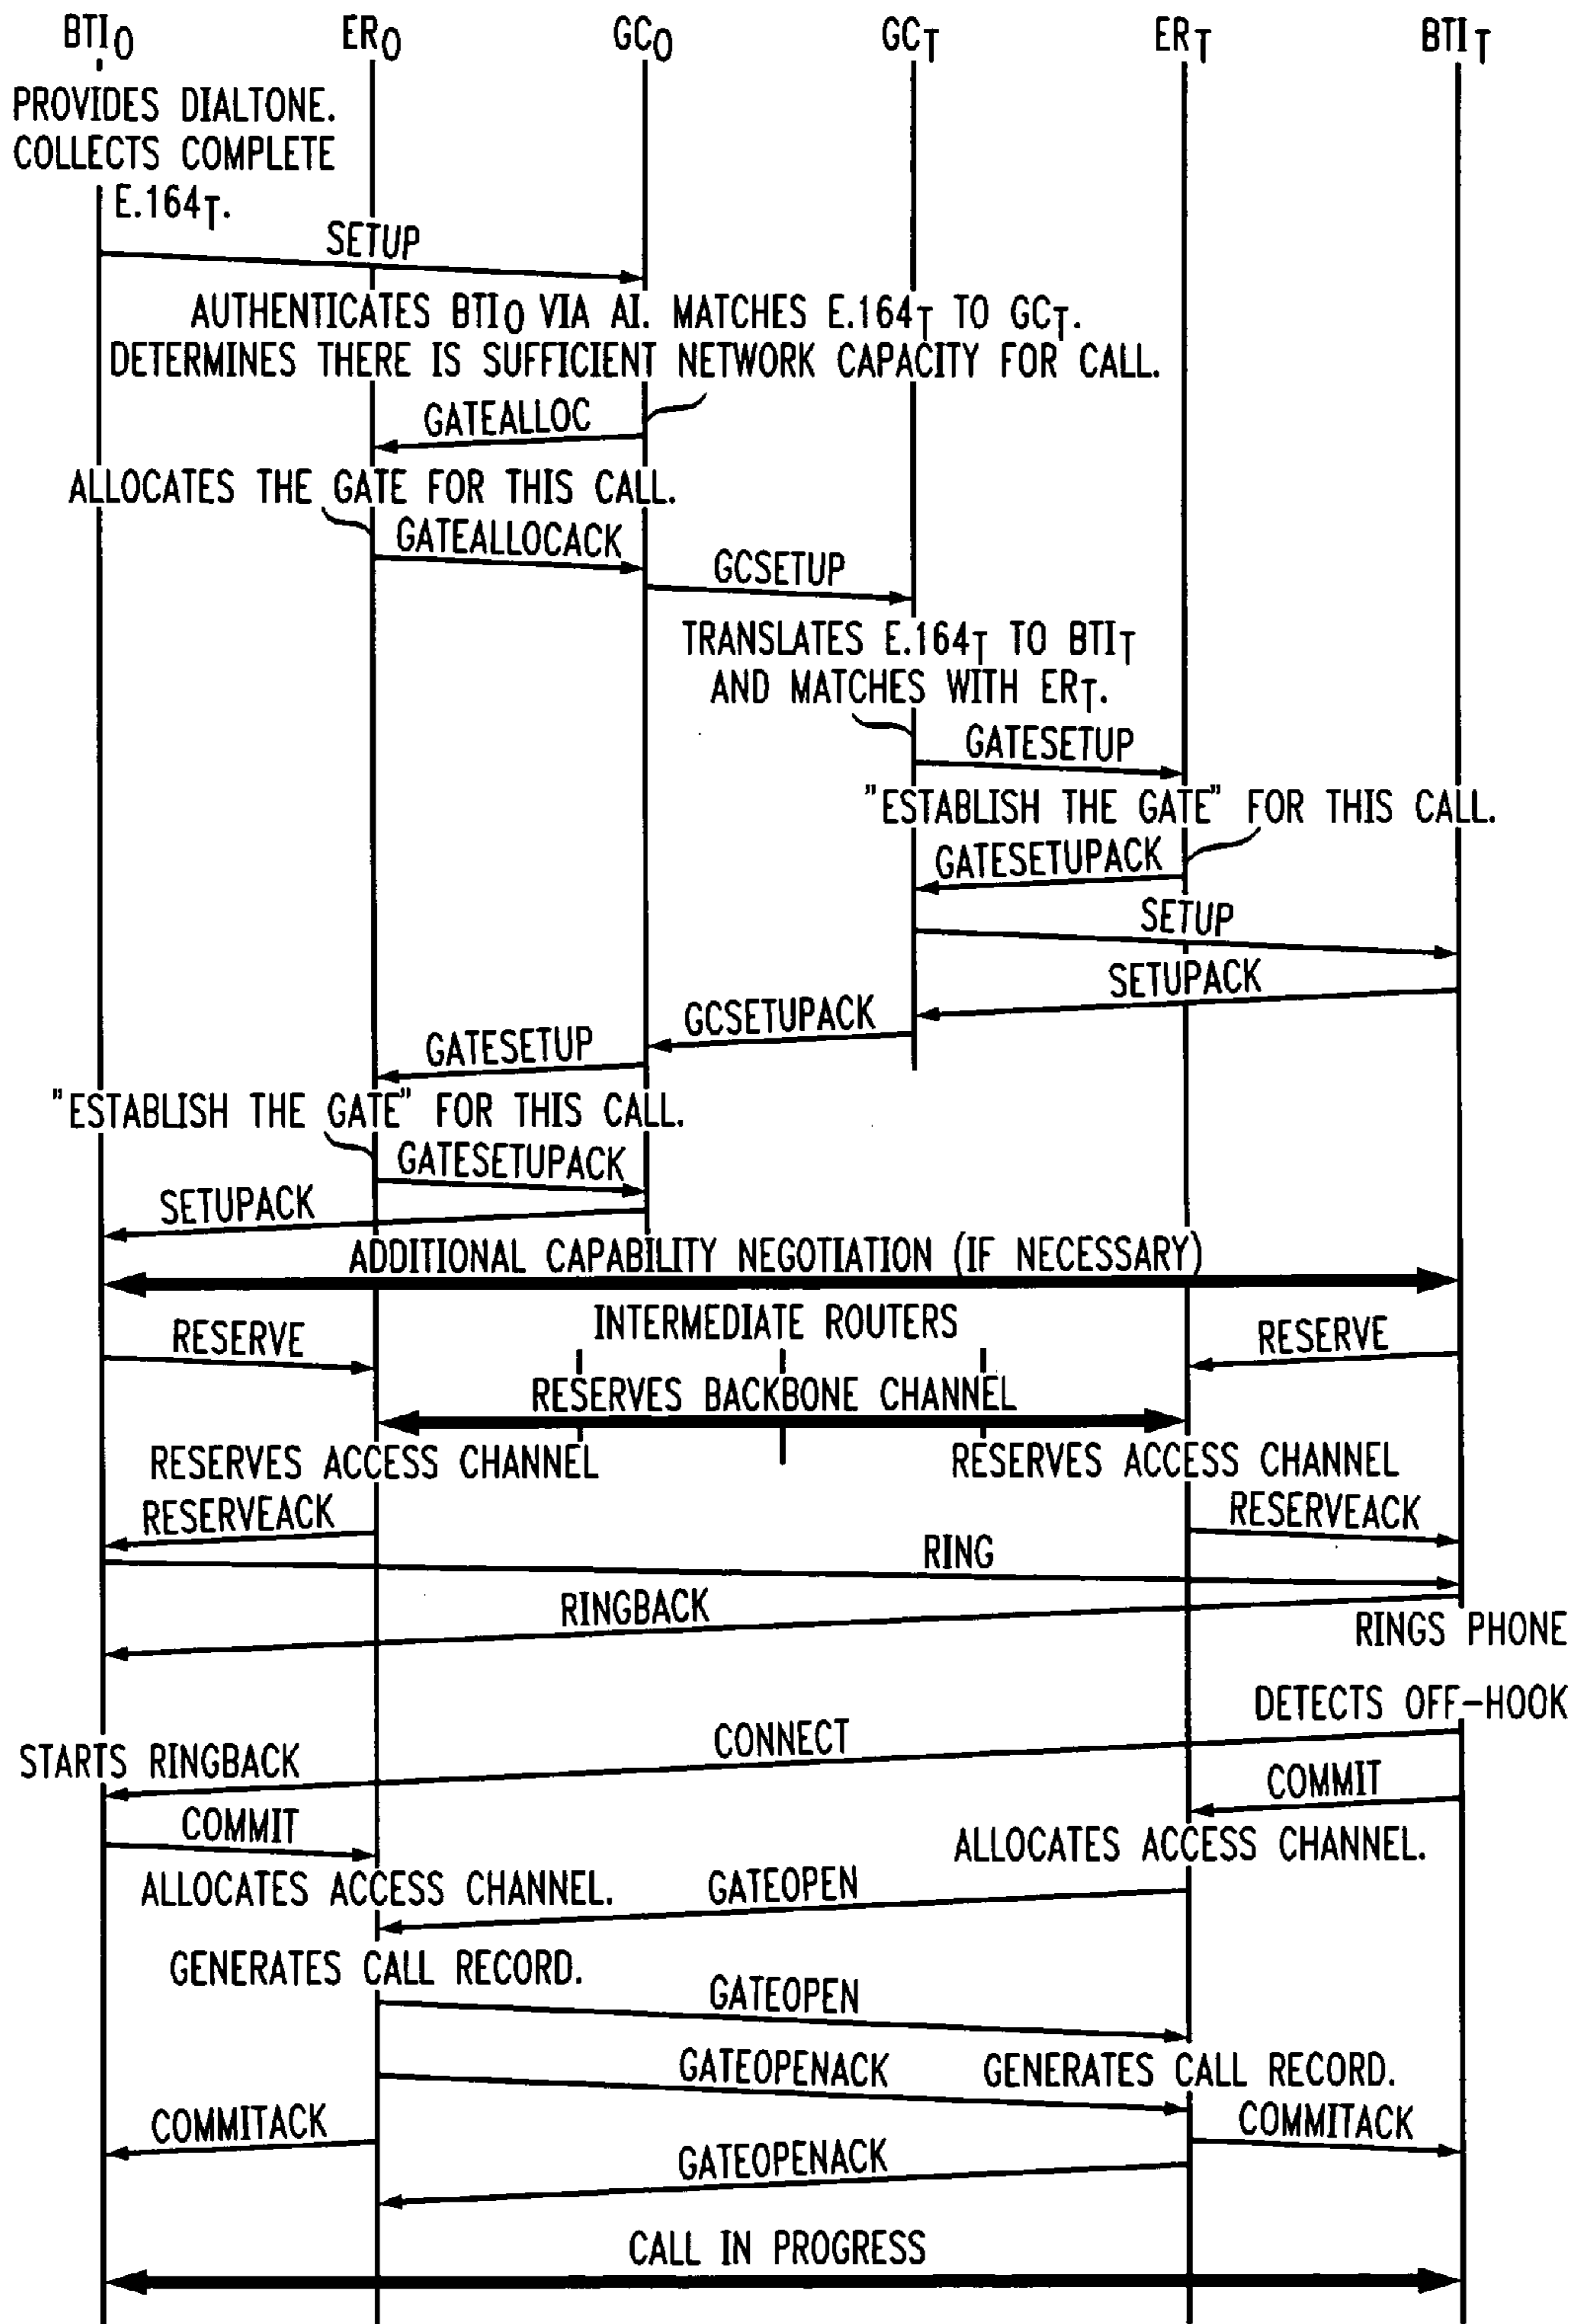 BTIO ERO GCO GCT ERT BTIT
PROVIDES DIALTONE.
COLLECTS COMPLETE
E.164T.
SETUP
AUTHENTICATES BTIO VIA AI. MATCHES E.164T TO GCT.
DETERMINES THERE IS SUFFICIENT NETWORK CAPACITY FOR CALL.
GATEALLOC
ALLOCATES THE GATE FOR THIS CALL.
GATEALLOCACK
GCSETUP
TRANSLATES E.164T TO BTIT
AND MATCHES WITH ERT.
GATESETUP
"ESTABLISH THE GATE" FOR THIS CALL.
GATESETUPACK
SETUP
SETUPACK
GCSETUPACK
GATESETUP
"ESTABLISH THE GATE" FOR THIS CALL.
GATESETUPACK
SETUPACK
ADDITIONAL CAPABILITY NEGOTIATION (IF NECESSARY)
INTERMEDIATE ROUTERS
RESERVE RESERVE
RESERVES BACKBONE CHANNEL
RESERVES ACCESS CHANNEL RESERVES ACCESS CHANNEL
RESERVEACK RESERVEACK
RING
RINGBACK
RINGS PHONE
DETECTS OFF-HOOK
CONNECT
STARTS RINGBACK
COMMIT
COMMIT
ALLOCATES ACCESS CHANNEL.
ALLOCATES ACCESS CHANNEL.
GATEOPEN
GENERATES CALL RECORD.
GATEOPEN
GATEOPENACK
GENERATES CALL RECORD.
COMMITACK COMMITACK
GATEOPENACK
CALL IN PROGRESS